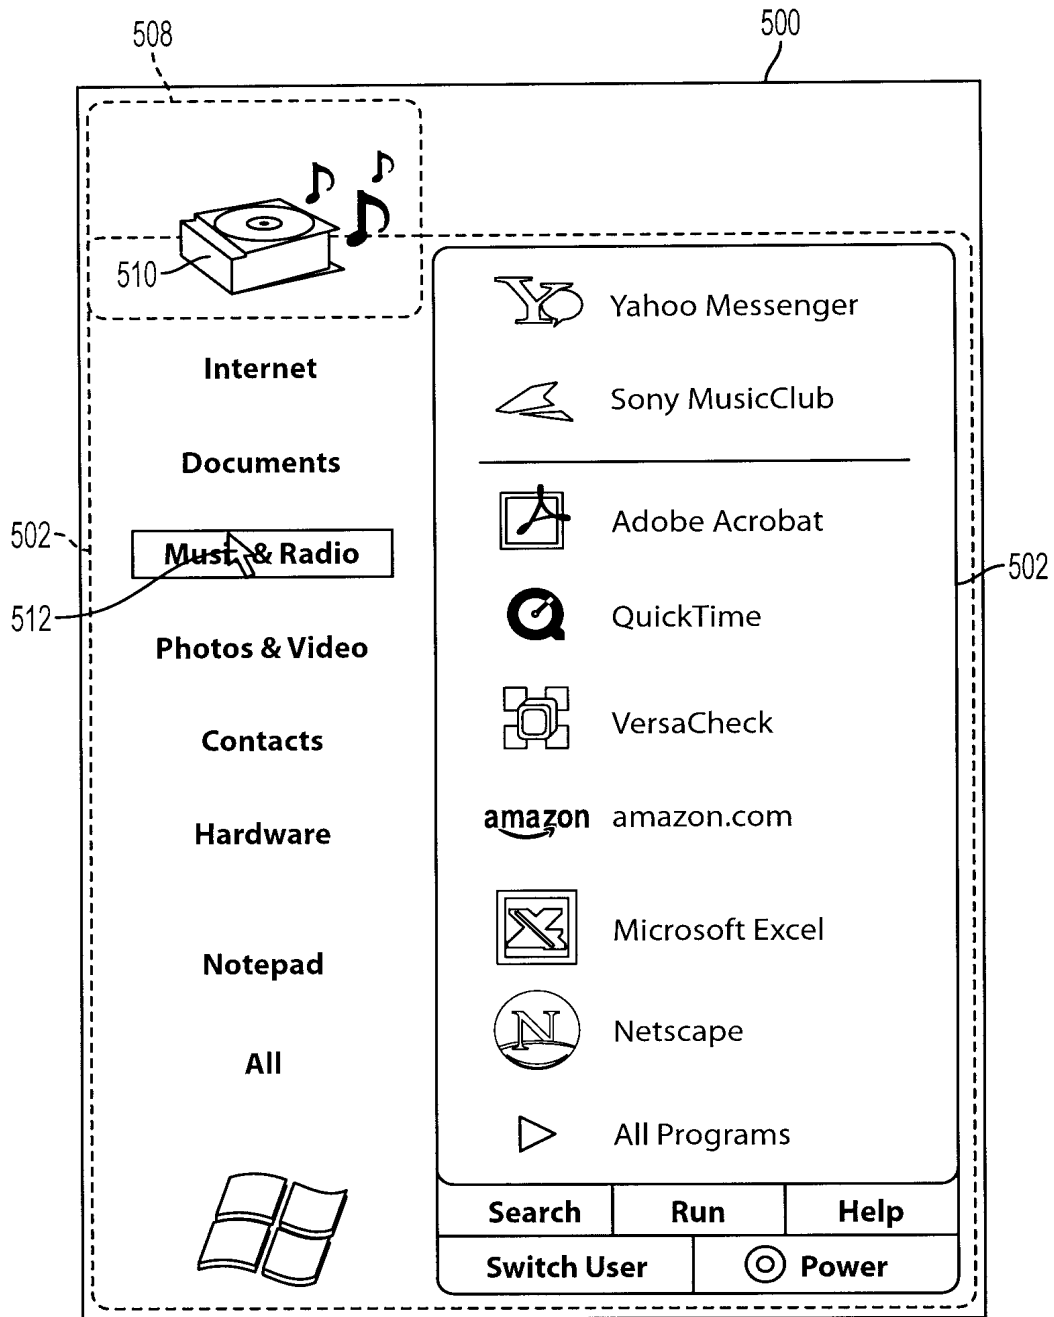 508
500
510
Yahoo Messenger
Internet
Sony MusicClub
Documents
Adobe Acrobat
502
Music & Radio
502
512
QuickTime
Photos & Video
VersaCheck
Contacts
amazon amazon.com
Hardware
Microsoft Excel
Notepad
N Netscape
All
All Programs
Search Run Help
Switch User Power